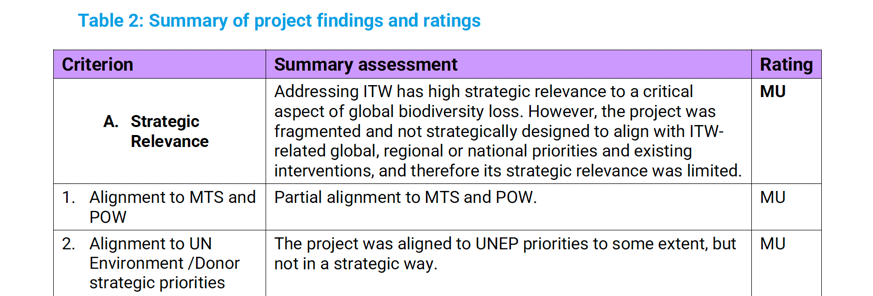 Table 2: Summary of project findings and ratings
Criterion Summary assessment Rating
A. Strategic Relevance
Addressing ITW has high strategic relevance to a critical
aspect of global biodiversity loss. However, the project was
fragmented and not strategically designed to align with ITW-
related global, regional or national priorities and existing
interventions, and therefore its strategic relevance was limited.
MU
1. Alignment to MTS and
POW
Partial alignment to MTS and POW.
MU
2. Alignment to UN
Environment /Donor
strategic priorities
The project was aligned to UNEP priorities to some extent, but
not in a strategic way.
MU